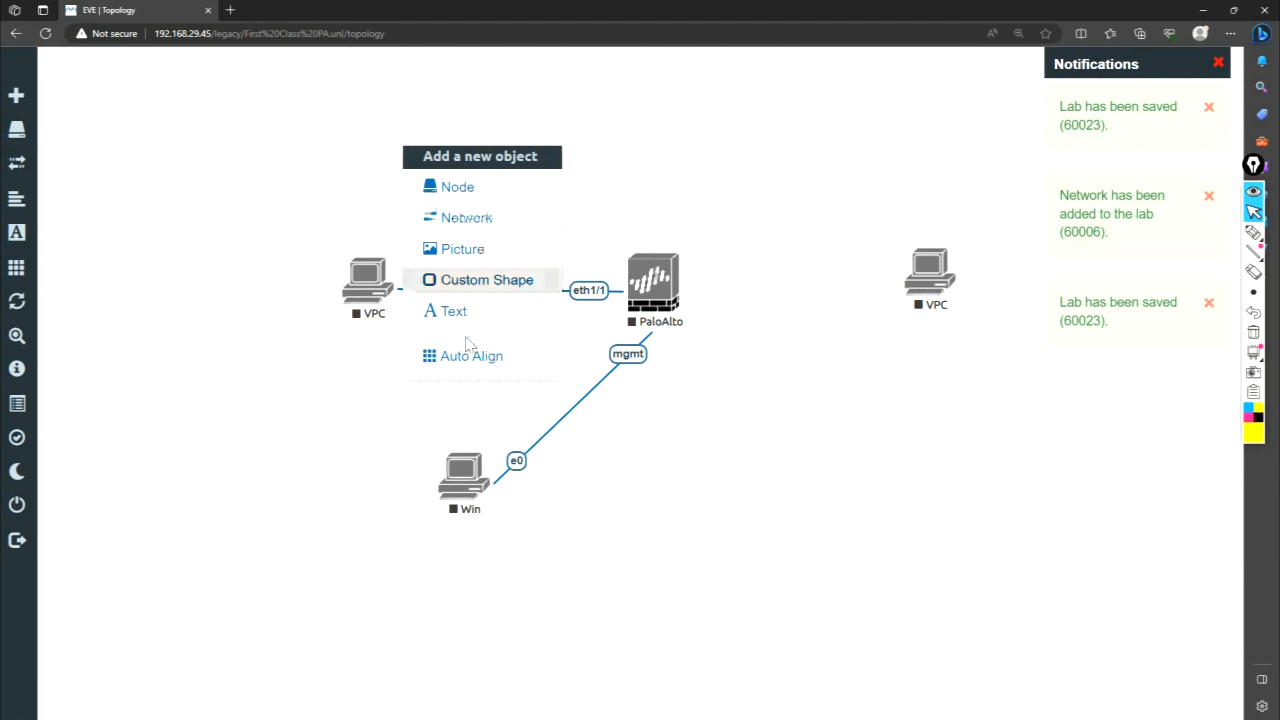 EVE | Topology
Not secure
192.168.29.45/legacy/First%20Class%20PA.unl/topology
Notifications
Lab has been saved
(60023).
Network has been
added to the lab
(60006).
Lab has been saved
(60023).
Add a new object
Node
Network
Picture
Custom Shape
A Text
Auto Align
VPC
eth1/1
PaloAlto
VPC
mgmt
e0
Win